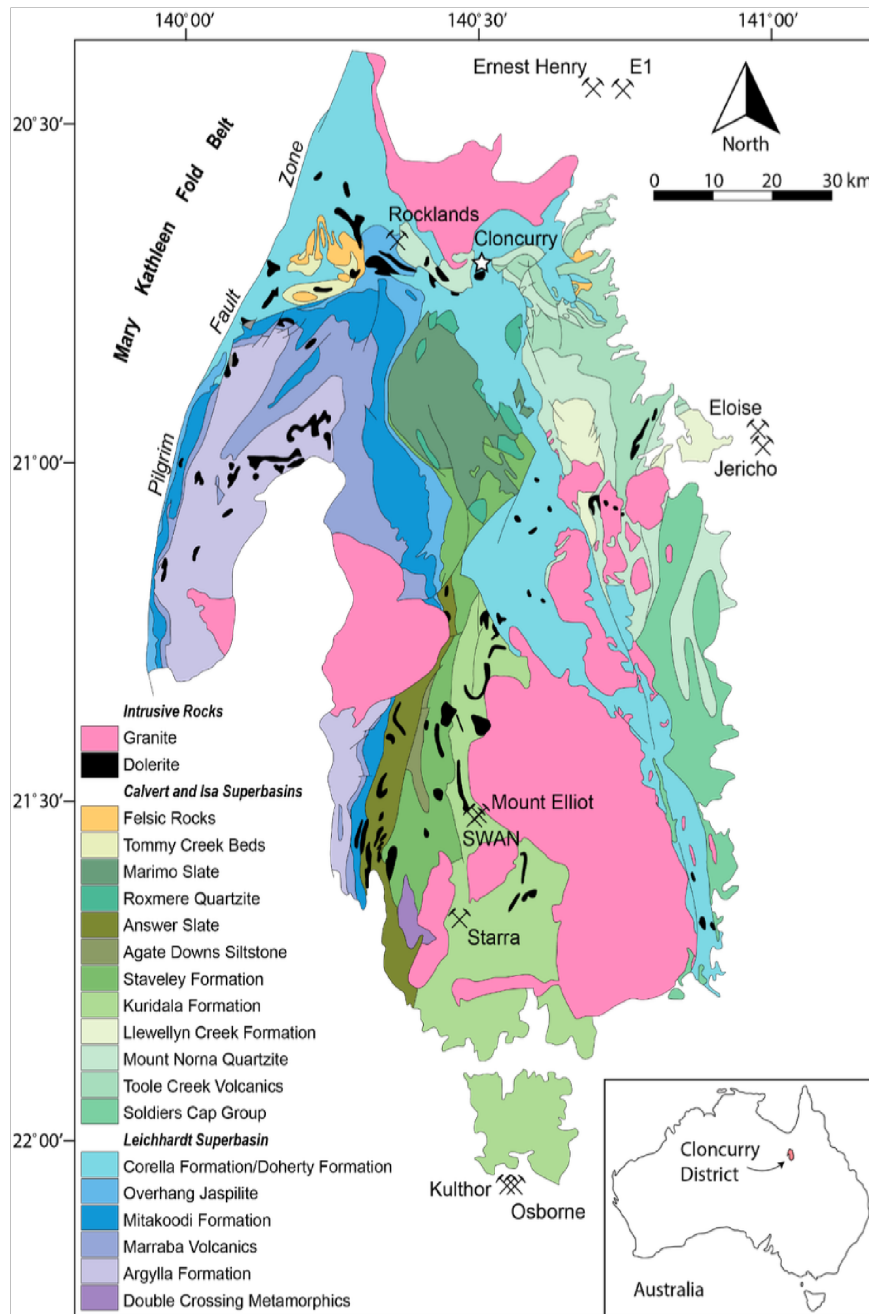 140°00′
140°30′
141°00′
20°30′
21°00′
21°30′
22°00′
Ernest Henry
E1
North
0 10 20 30 km
Mary Kathleen Fold Belt
Pilgrim Fault Zone
Rocklands
Cloncurry
Eloise
Jericho
Mount Elliot
SWAN
Starra
Kulthor
Osborne
Intrusive Rocks
Granite
Dolerite
Calvert and Isa Superbasins
Felsic Rocks
Tommy Creek Beds
Marimo Slate
Roxmere Quartzite
Answer Slate
Agate Downs Siltstone
Staveley Formation
Kuridala Formation
Llewellyn Creek Formation
Mount Norna Quartzite
Toole Creek Volcanics
Soldiers Cap Group
Leichhardt Superbasin
Corella Formation/Doherty Formation
Overhang Jaspilite
Mitakoodi Formation
Marraba Volcanics
Argylla Formation
Double Crossing Metamorphics
Cloncurry
District
Australia